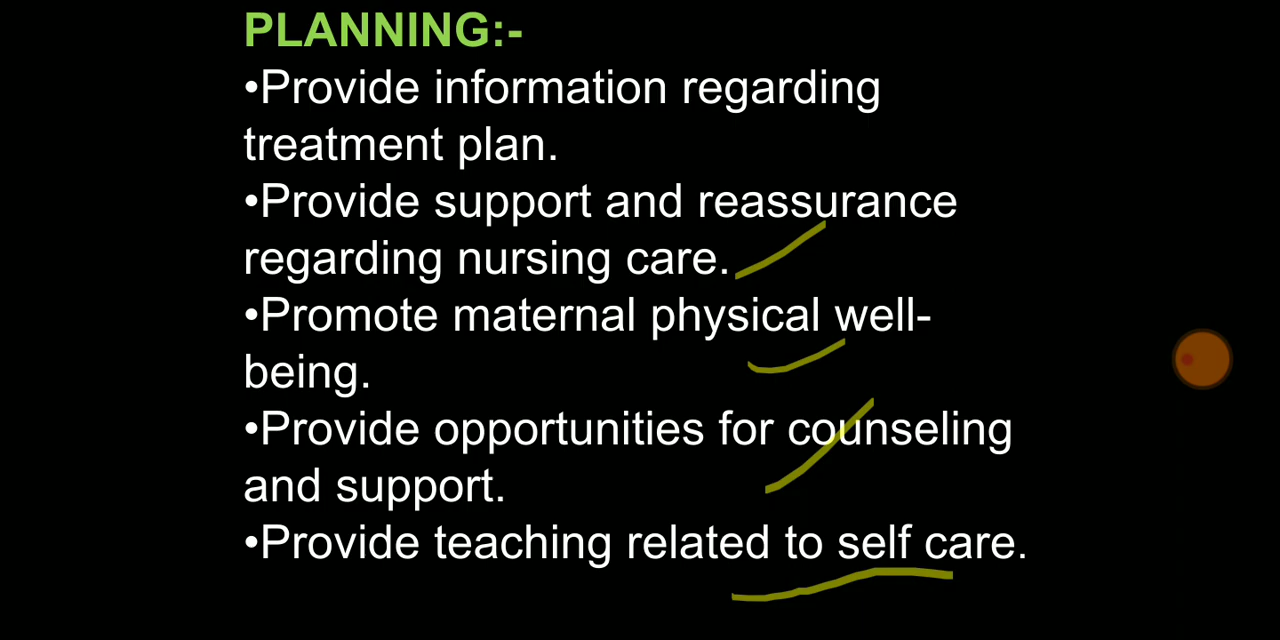 PLANNING:-
•Provide information regarding
treatment plan.
•Provide support and reassurance
regarding nursing care.
•Promote maternal physical well-
being.
•Provide opportunities for counseling
and support.
•Provide teaching related to self care.